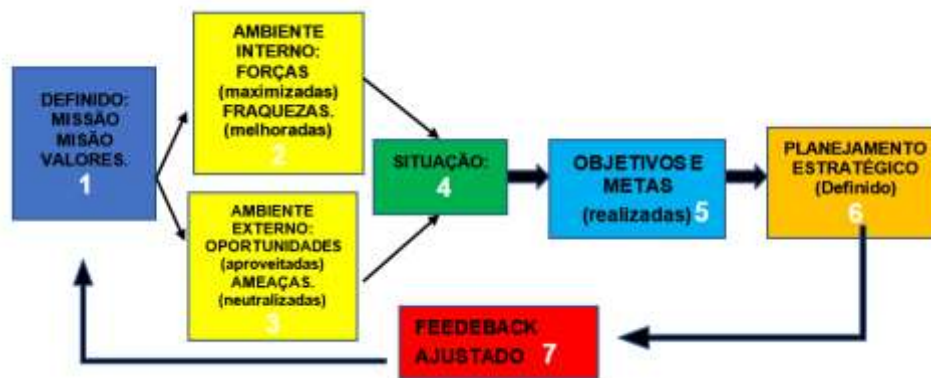 DEFINIDO:
MISSÃO
MISÃO
VALORES.
1
AMBIENTE
INTERNO:
FORÇAS
(maximizadas)
FRAQUEZAS.
(melhoradas)
2
AMBIENTE
EXTERNO:
OPORTUNIDADES
(aproveitadas)
AMEAÇAS.
(neutralizadas)
3
SITUAÇÃO:
4
OBJETIVOS E
METAS
(realizadas) 5
PLANEJAMENTO
ESTRATÉGICO
(Definido)
6
FEEDEBACK
AJUSTADO 7